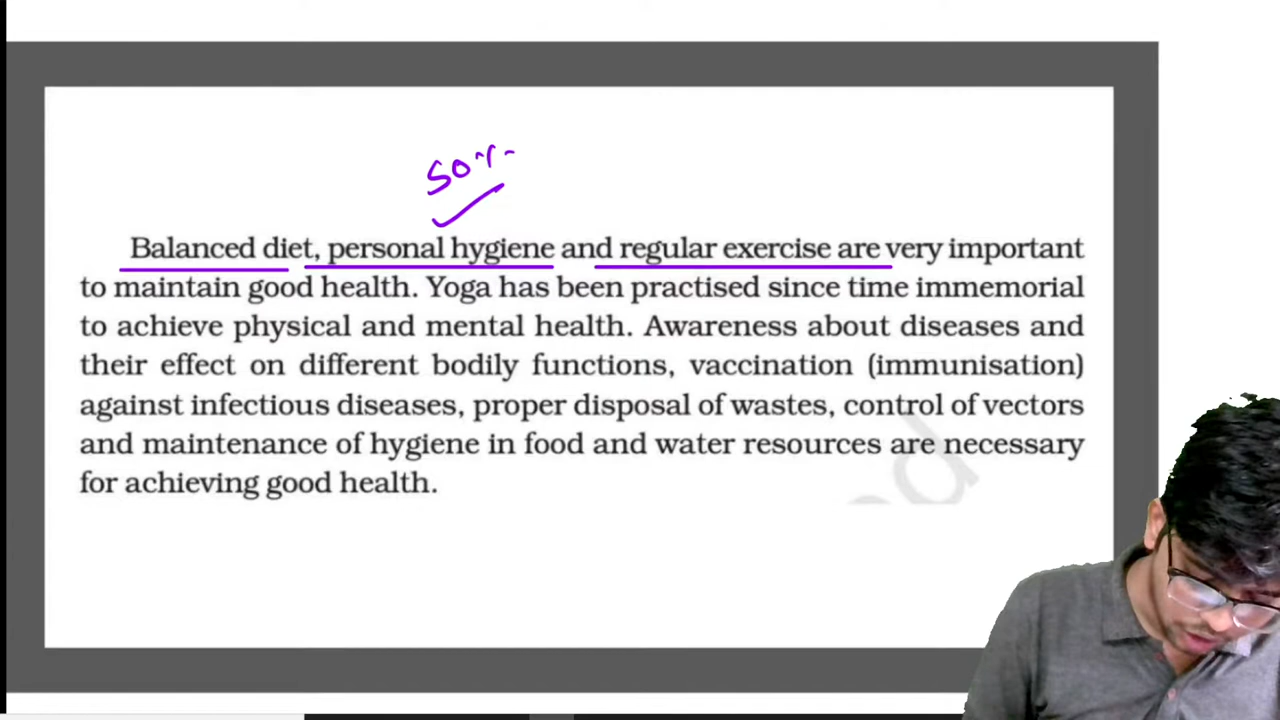 50%
Balanced diet, personal hygiene and regular exercise are very important
to maintain good health. Yoga has been practised since time immemorial
to achieve physical and mental health. Awareness about diseases and
their effect on different bodily functions, vaccination (immunisation)
against infectious diseases, proper disposal of wastes, control of vectors
and maintenance of hygiene in food and water resources are necessary
for achieving good health.